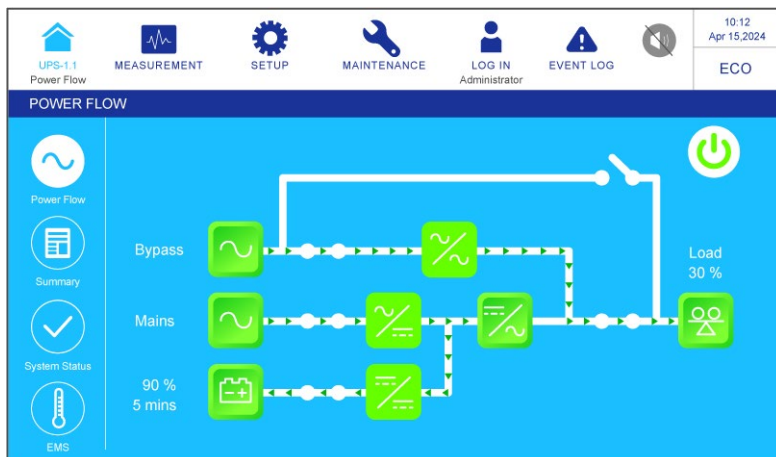 UPS-1.1
Power Flow
MEASUREMENT
SETUP
MAINTENANCE
LOG IN
Administrator
EVENT LOG
10:12
Apr 15,2024
ECO
POWER FLOW
Power Flow
Summary
System Status
EMS
Bypass
Mains
90 %
5 mins
Load
30 %